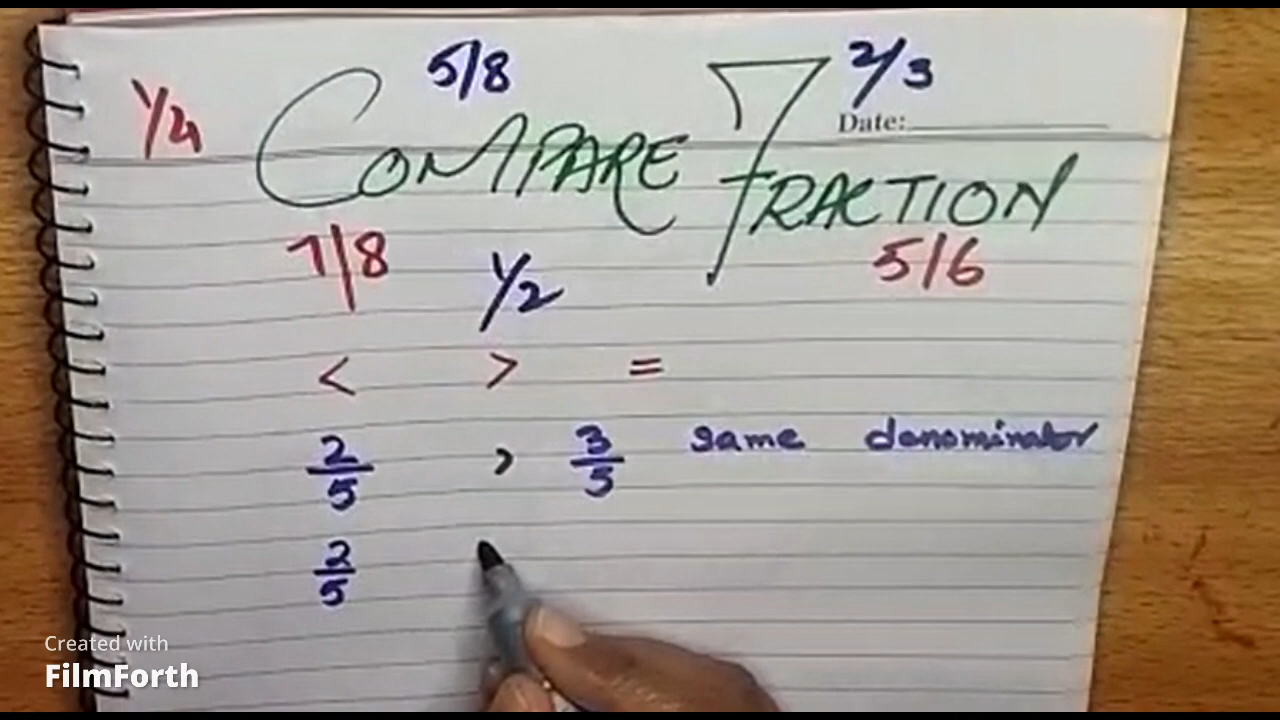 5/8 2/3
1/4
Date:
COMPARE FRACTION
7/8 1/2 5/6
< > =
2/5 > 3/5 same denominator
2/5
Created with
FilmForth